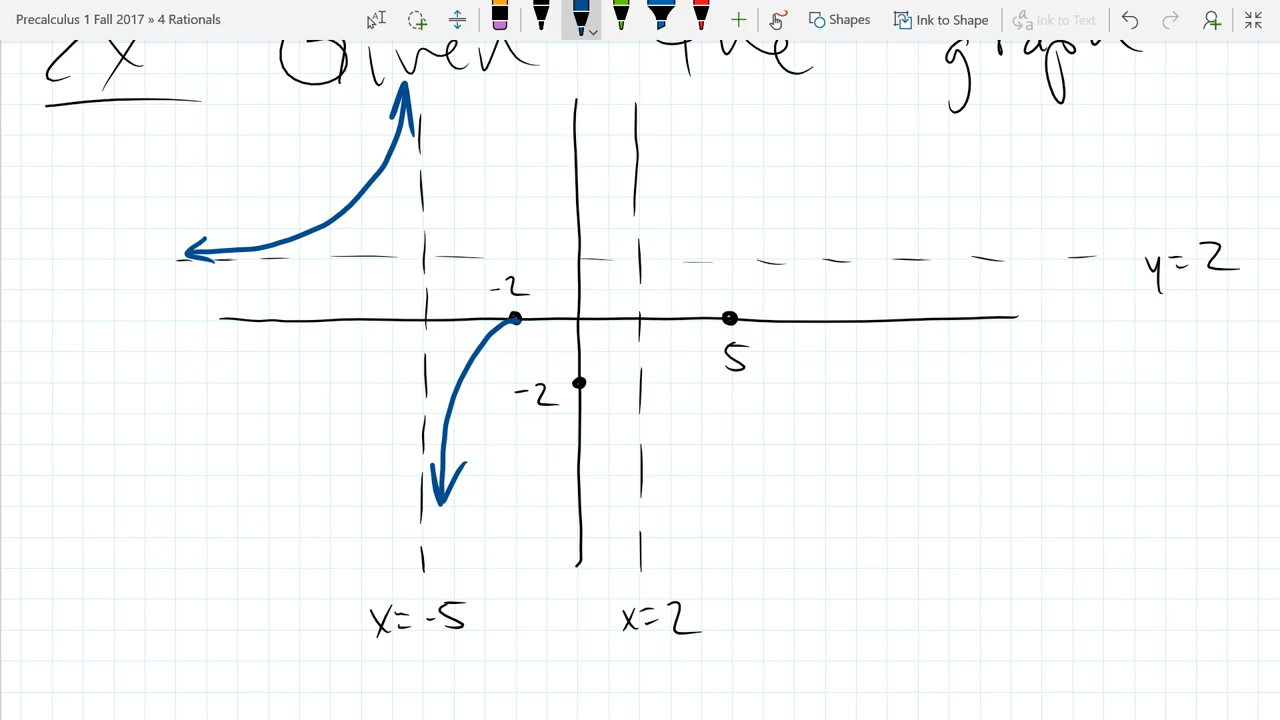 Precalculus 1 Fall 2017 » 4 Rationals
Shapes
Ink to Shape
Ink to Text
Given the graph
y=2
-2
5
-2
x=-5
x=2